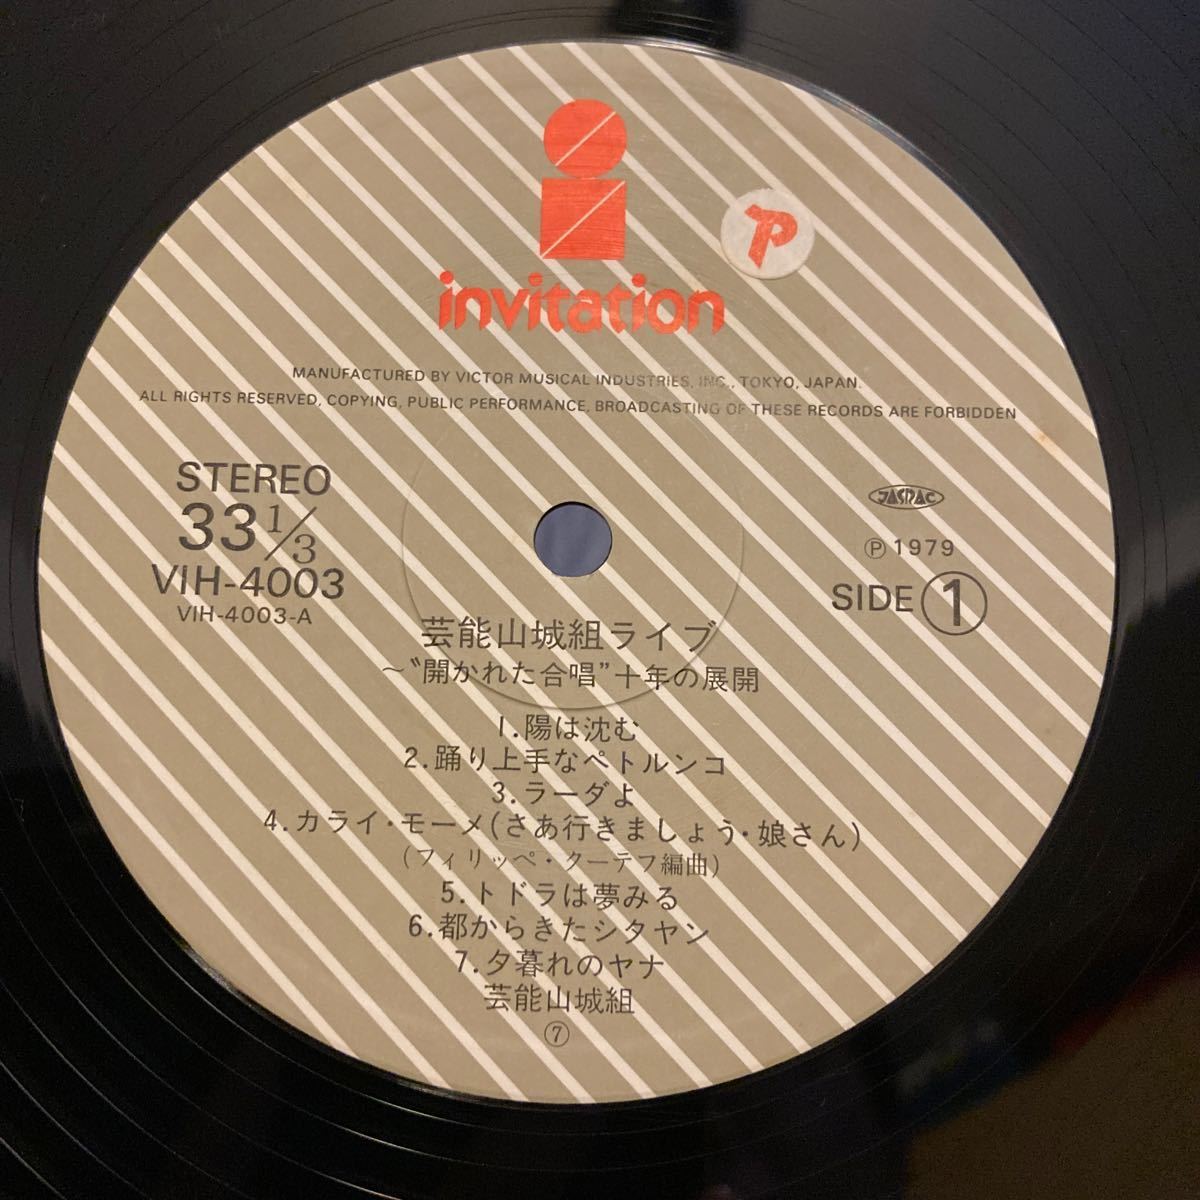 invitation
P
MANUFACTURED BY VICTOR MUSICAL INDUSTRIES, INC., TOKYO, JAPAN.
ALL RIGHTS RESERVED, COPYING, PUBLIC PERFORMANCE, BROADCASTING OF THESE RECORDS ARE FORBIDDEN
STEREO
33 1/3
VIH-4003
VIH-4003-A
JASRAC
Ⓟ1979
SIDE ①
芸能山城組ライブ
～“開かれた合唱”十年の展開
1.陽は沈む
2.踊り上手なペトルンコ
3.ラーダよ
4.カライ・モーメ(さあ行きましょう・娘さん)
(フィリッペ・クーテフ編曲)
5.トドラは夢みる
6.都からきたシタヤン
7.夕暮れのヤナ
芸能山城組
⑦